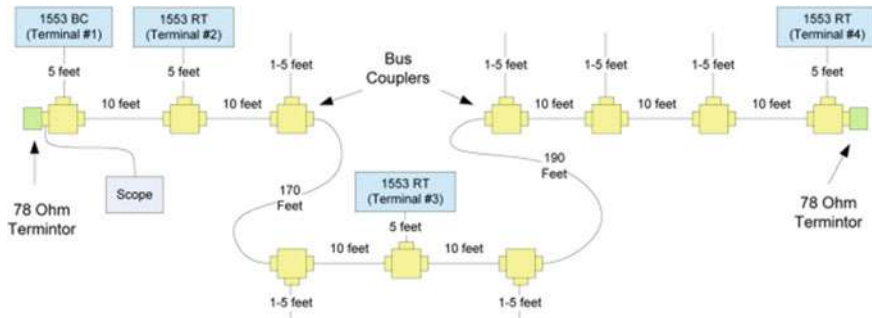 1553 BC
(Terminal #1)
1553 RT
(Terminal #2)
1553 RT
(Terminal #4)
5 feet
5 feet
1-5 feet
Bus
Couplers
1-5 feet
1-5 feet
1-5 feet
5 feet
10 feet
10 feet
10 feet
10 feet
10 feet
Scope
78 Ohm
Termintor
170
Feet
1553 RT
(Terminal #3)
190
Feet
78 Ohm
Termintor
5 feet
10 feet
10 feet
1-5 feet
1-5 feet